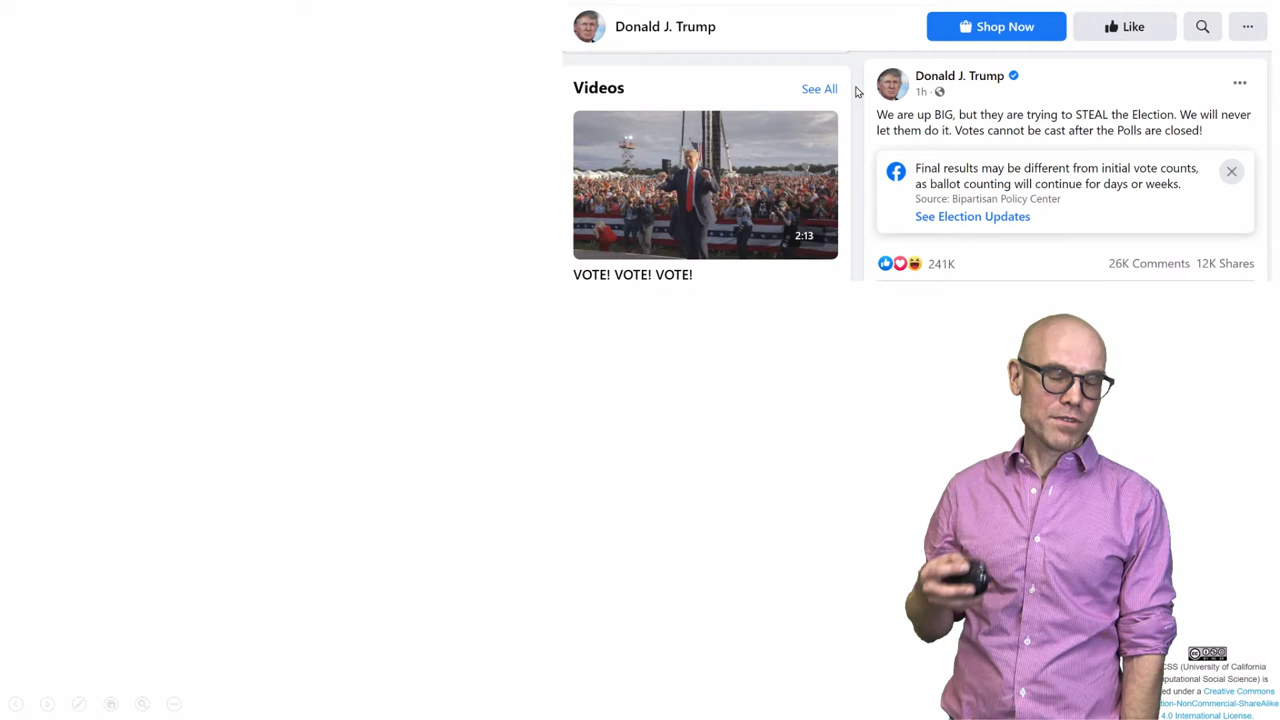 Donald J. Trump
Shop Now
Like
Videos
See All
2:13
VOTE! VOTE! VOTE!
Donald J. Trump
1h ·
We are up BIG, but they are trying to STEAL the Election. We will never
let them do it. Votes cannot be cast after the Polls are closed!
Final results may be different from initial vote counts,
as ballot counting will continue for days or weeks.
Source: Bipartisan Policy Center
See Election Updates
241K
26K Comments 12K Shares
CSS (University of California
putational Social Science) is
ed under a Creative Commons
tion-NonCommercial-ShareAlike
4.0 International License.